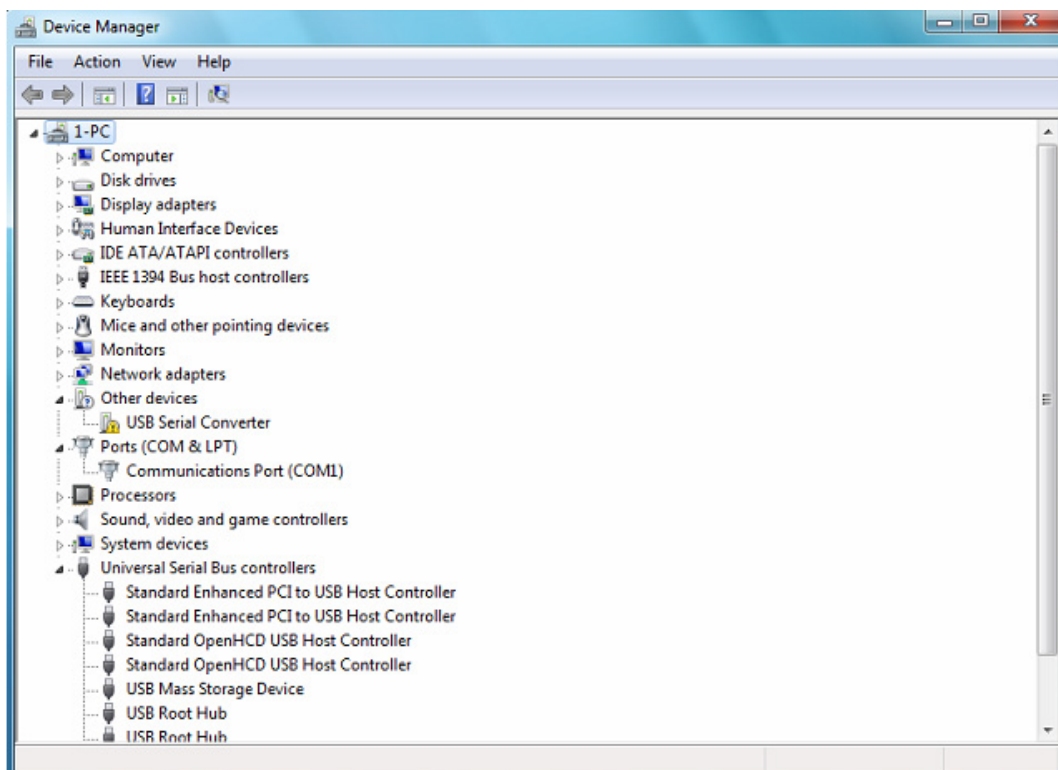 Device Manager
File Action View Help
1-PC
Computer
Disk drives
Display adapters
Human Interface Devices
IDE ATA/ATAPI controllers
IEEE 1394 Bus host controllers
Keyboards
Mice and other pointing devices
Monitors
Network adapters
Other devices
USB Serial Converter
Ports (COM & LPT)
Communications Port (COM1)
Processors
Sound, video and game controllers
System devices
Universal Serial Bus controllers
Standard Enhanced PCI to USB Host Controller
Standard Enhanced PCI to USB Host Controller
Standard OpenHCD USB Host Controller
Standard OpenHCD USB Host Controller
USB Mass Storage Device
USB Root Hub
USB Root Hub